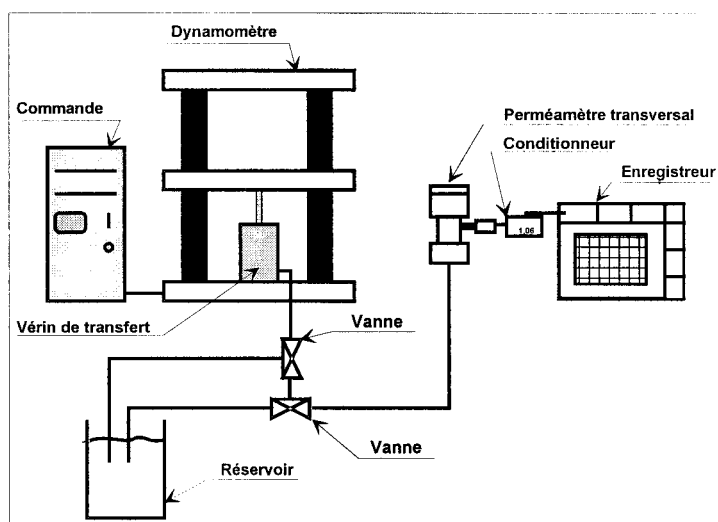 Dynamomètre
Commande
Perméamètre transversal
Conditionneur
Enregistreur
1.06
Vérin de transfert
Vanne
Vanne
Réservoir